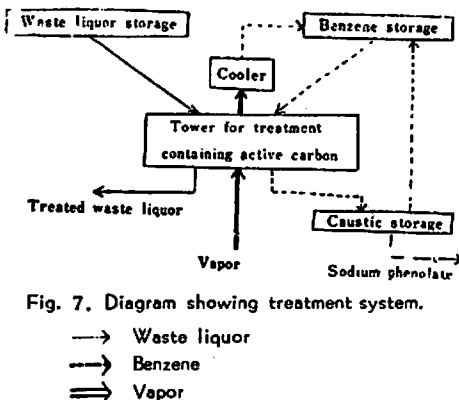 Waste liquor storage
Benzene storage
Cooler
Tower for treatment
containing active carbon
Treated waste liquor
Caustic storage
Vapor
Sodium phenolate
Fig. 7. Diagram showing treatment system.
Waste liquor
Benzene
Vapor